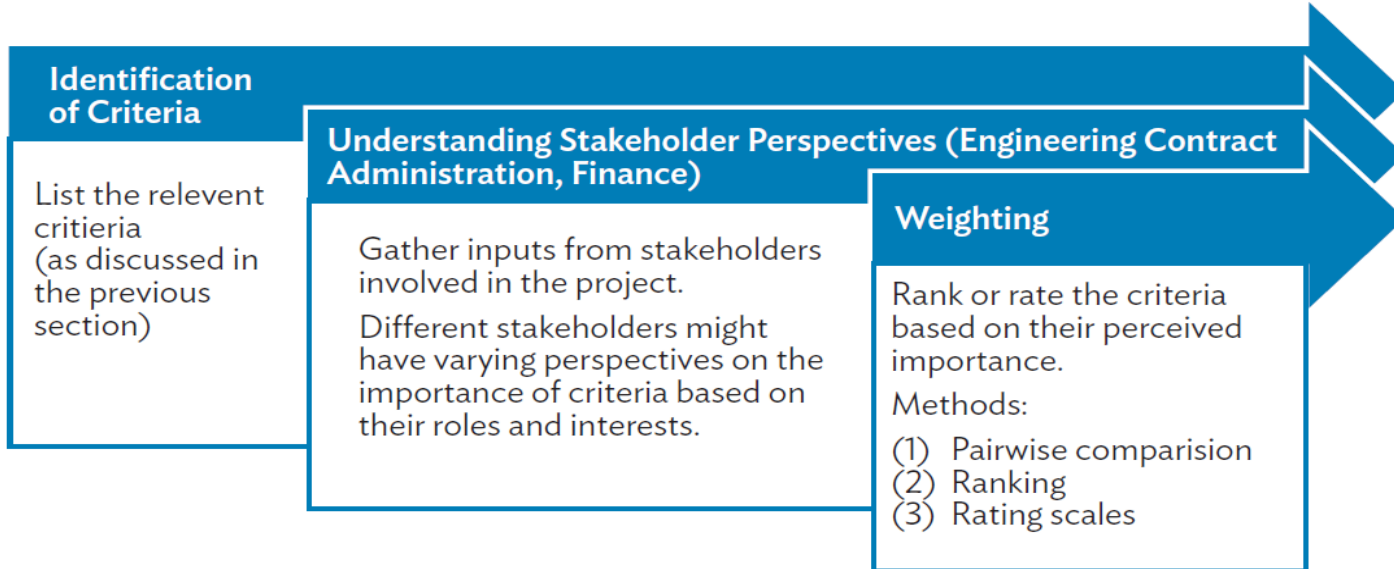 Identification
of Criteria
List the relevent
critieria
(as discussed in
the previous
section)
Understanding Stakeholder Perspectives (Engineering Contract
Administration, Finance)
Gather inputs from stakeholders
involved in the project.
Different stakeholders might
have varying perspectives on the
importance of criteria based on
their roles and interests.
Weighting
Rank or rate the criteria
based on their perceived
importance.
Methods:
(1) Pairwise comparision
(2) Ranking
(3) Rating scales